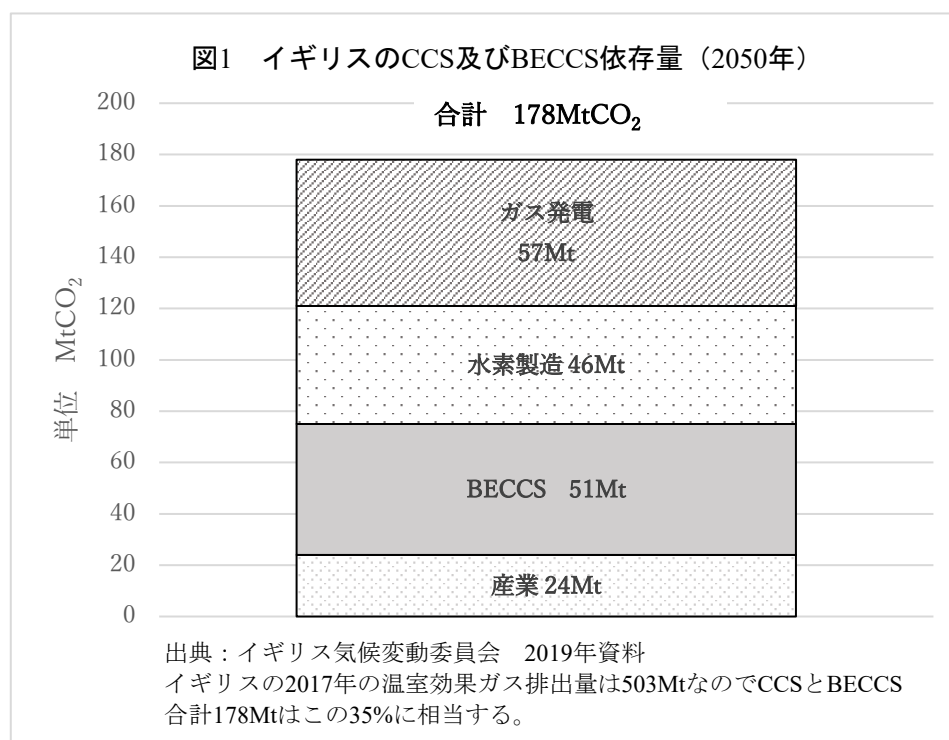 図1 イギリスのCCS及びBECCS依存量（2050年）
合計 178MtCO₂
単位 MtCO₂
200
180
160
140
120
100
80
60
40
20
0
ガス発電
57Mt
水素製造 46Mt
BECCS 51Mt
産業 24Mt
出典：イギリス気候変動委員会 2019年資料
イギリスの2017年の温室効果ガス排出量は503MtなのでCCSとBECCS
合計178Mtはこの35%に相当する。